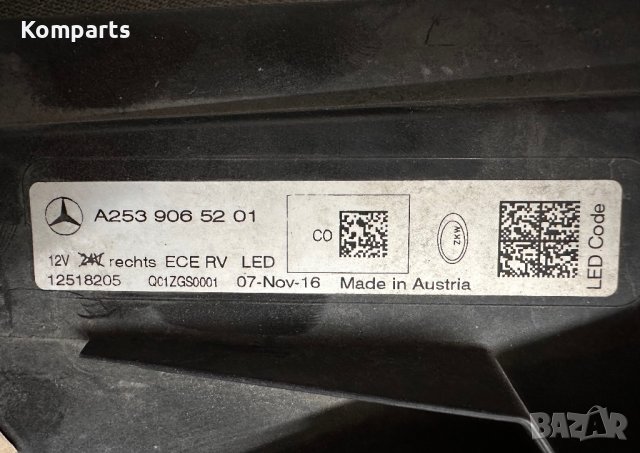 Komparts
A253 906 52 01
CO
ZKW
LED Code
12V 24V rechts ECE RV LED
12518205 QC1ZGS0001 07-Nov-16 Made in Austria
BAZAR